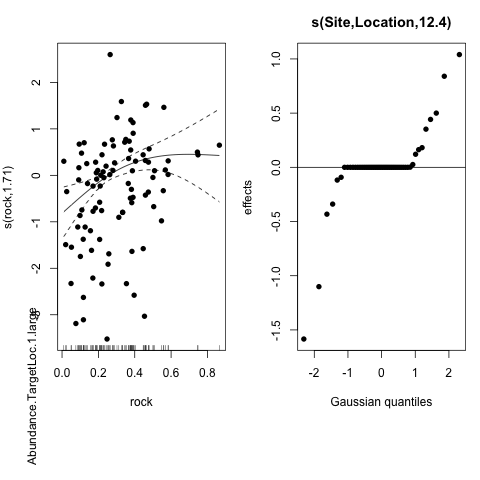 s(Site,Location,12.4)
s(rock,1.71)
2
1
0
-1
-2
-3
Abundance.TargetLoc.1.large
0.0 0.2 0.4 0.6 0.8
rock
effects
1.0
0.5
0.0
-0.5
-1.0
-1.5
-2 -1 0 1 2
Gaussian quantiles